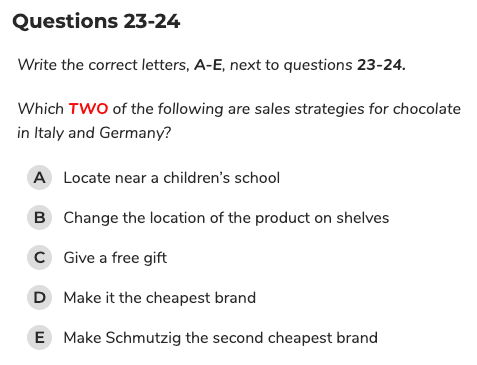 Questions 23-24
Write the correct letters, A-E, next to questions 23-24.
Which TWO of the following are sales strategies for chocolate
in Italy and Germany?
A Locate near a children's school
B Change the location of the product on shelves
C Give a free gift
D Make it the cheapest brand
E Make Schmutzig the second cheapest brand